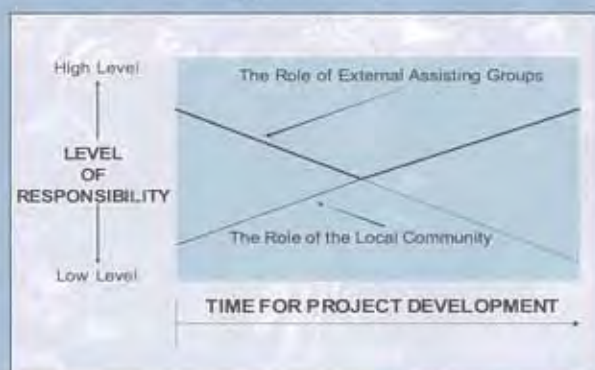 High Level
The Role of External Assisting Groups
LEVEL
OF
RESPONSIBILITY
The Role of the Local Community
Low Level
TIME FOR PROJECT DEVELOPMENT